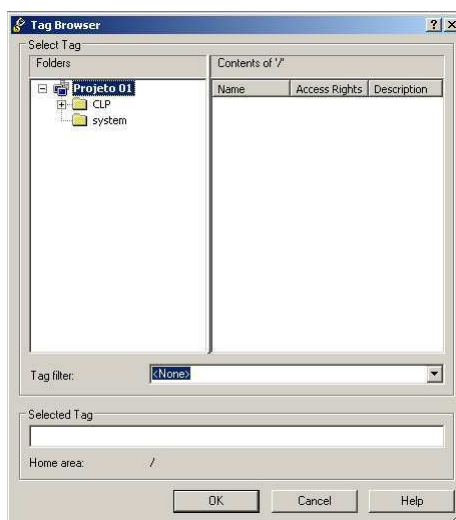 Tag Browser
Select Tag
Folders
Contents of '/'
Projeto 01
CLP
system
Name Access Rights Description
Tag filter: <None>
Selected Tag
Home area: /
OK Cancel Help